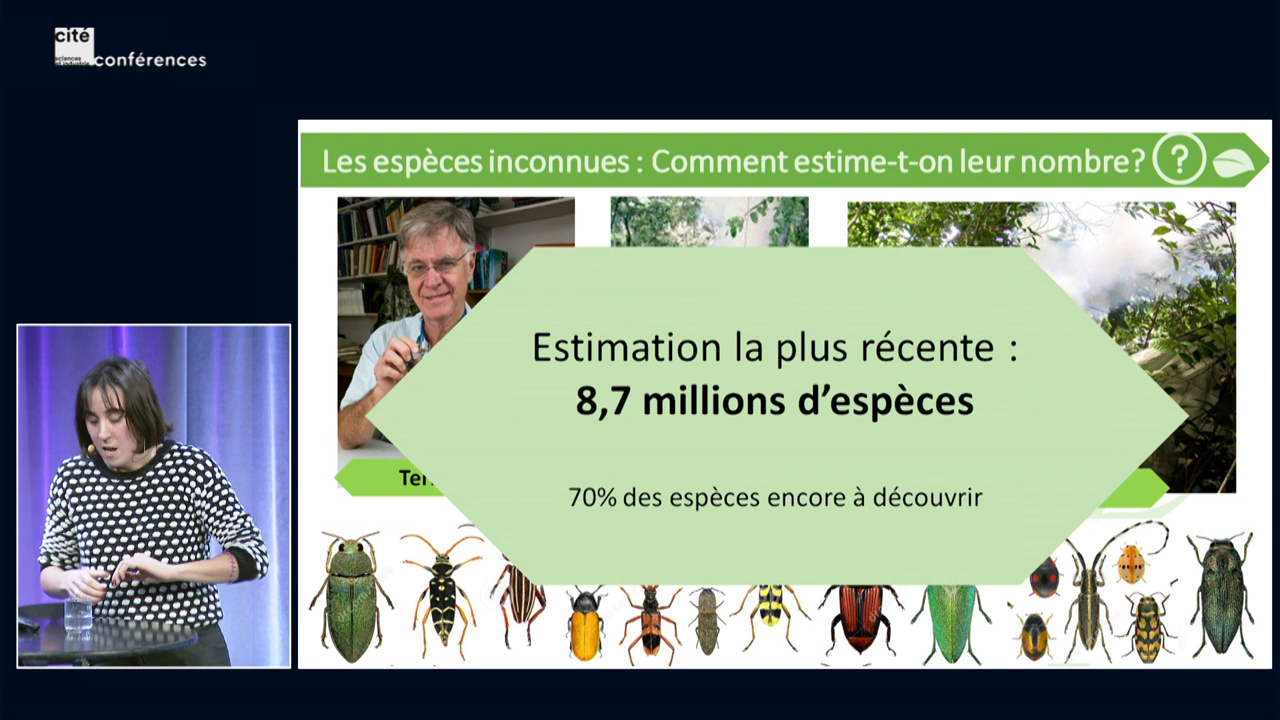 cité
sciences
et industrie
conférences
Les espèces inconnues : Comment estime-t-on leur nombre? ?
Estimation la plus récente :
8,7 millions d'espèces
70% des espèces encore à découvrir